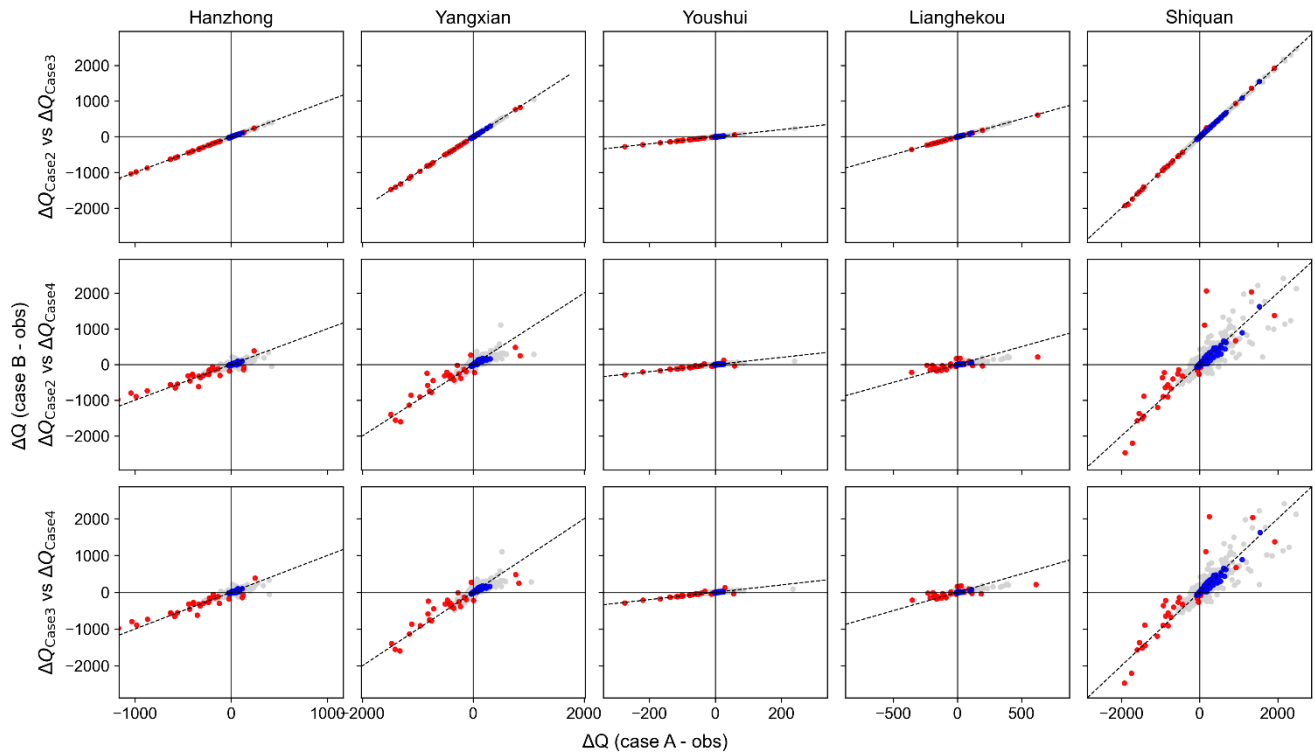 Hanzhong Yangxian Youshui Lianghekou Shiquan
ΔQ (case B - obs)
ΔQCase2 vs ΔQCase3
2000
1000
0
−1000
−2000
ΔQCase2 vs ΔQCase4
2000
1000
0
−1000
−2000
ΔQCase3 vs ΔQCase4
2000
1000
0
−1000
−2000
−1000 0 1000 −2000 0 2000 −200 0 200 −500 0 500 −2000 0 2000
ΔQ (case A - obs)